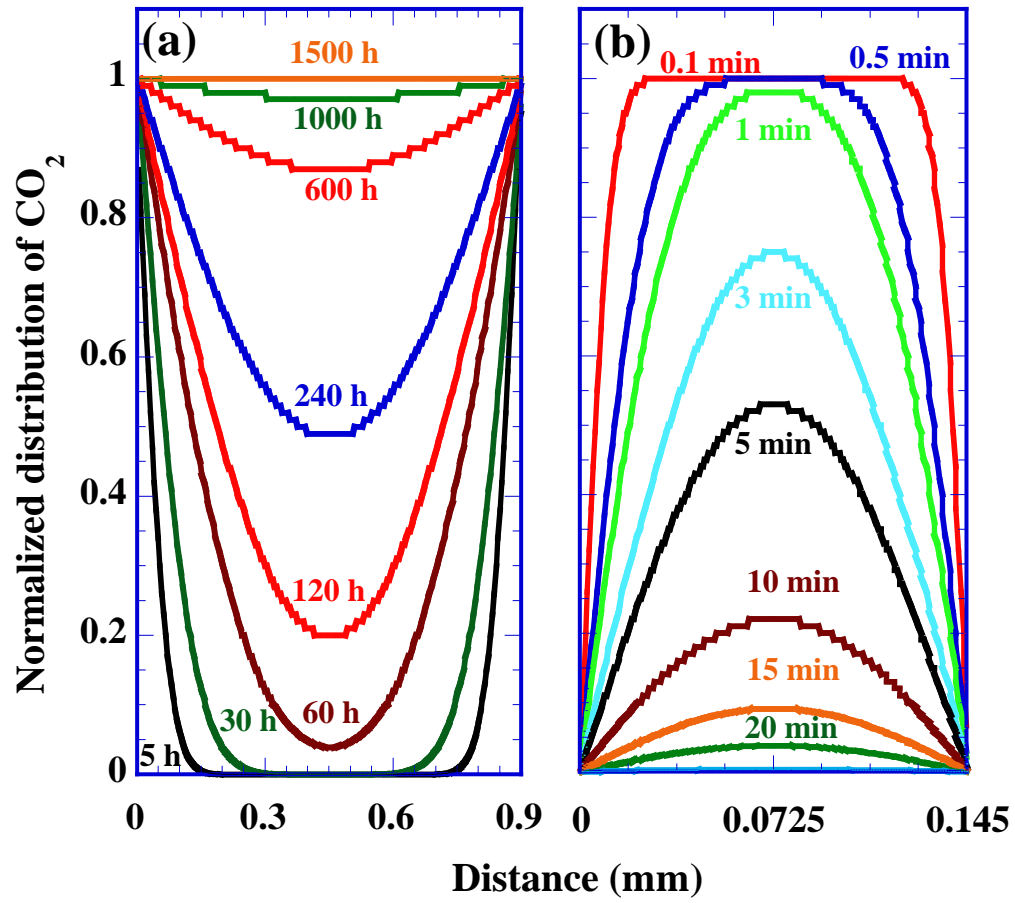 (a)
(b)
1500 h
1000 h
600 h
240 h
120 h
60 h
30 h
5 h
0.1 min
0.5 min
1 min
3 min
5 min
10 min
15 min
20 min
Normalized distribution of CO₂
1
0.8
0.6
0.4
0.2
0
0 0.3 0.6 0.9
0 0.0725 0.145
Distance (mm)